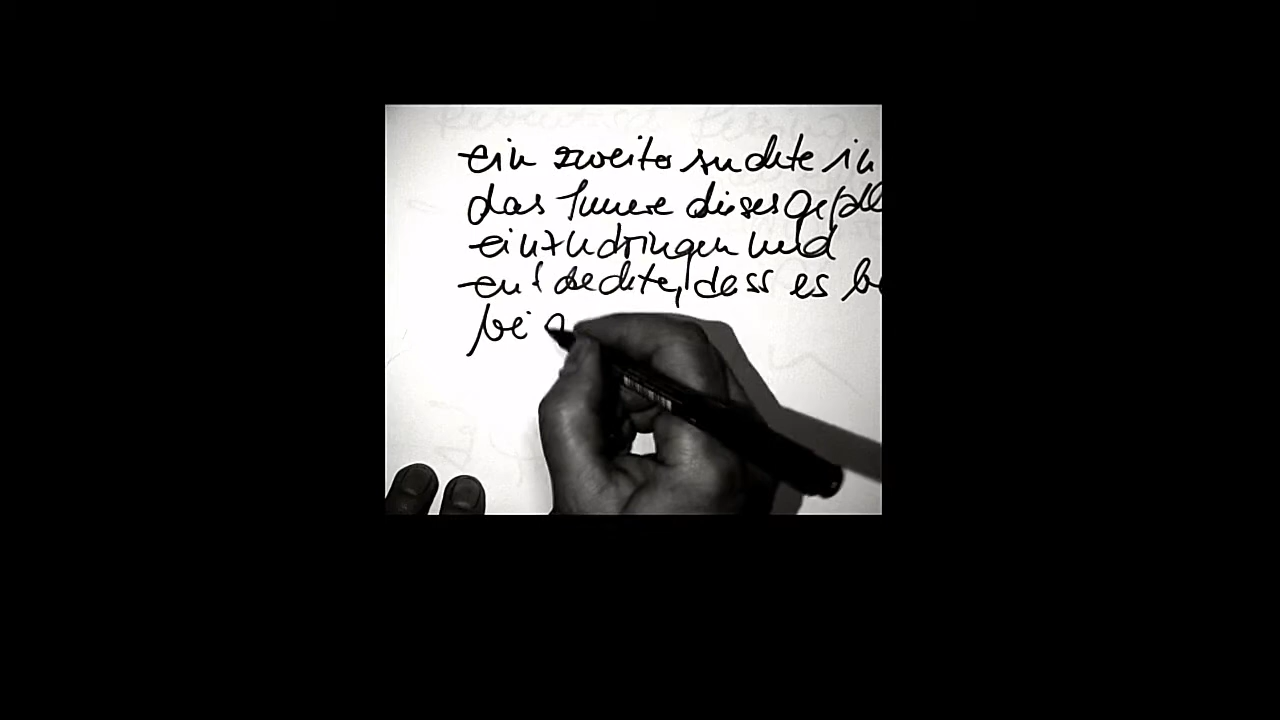 ein zweiter suchte in
das Innere dieses
einzudringen und
entdeckte, dass es
bei